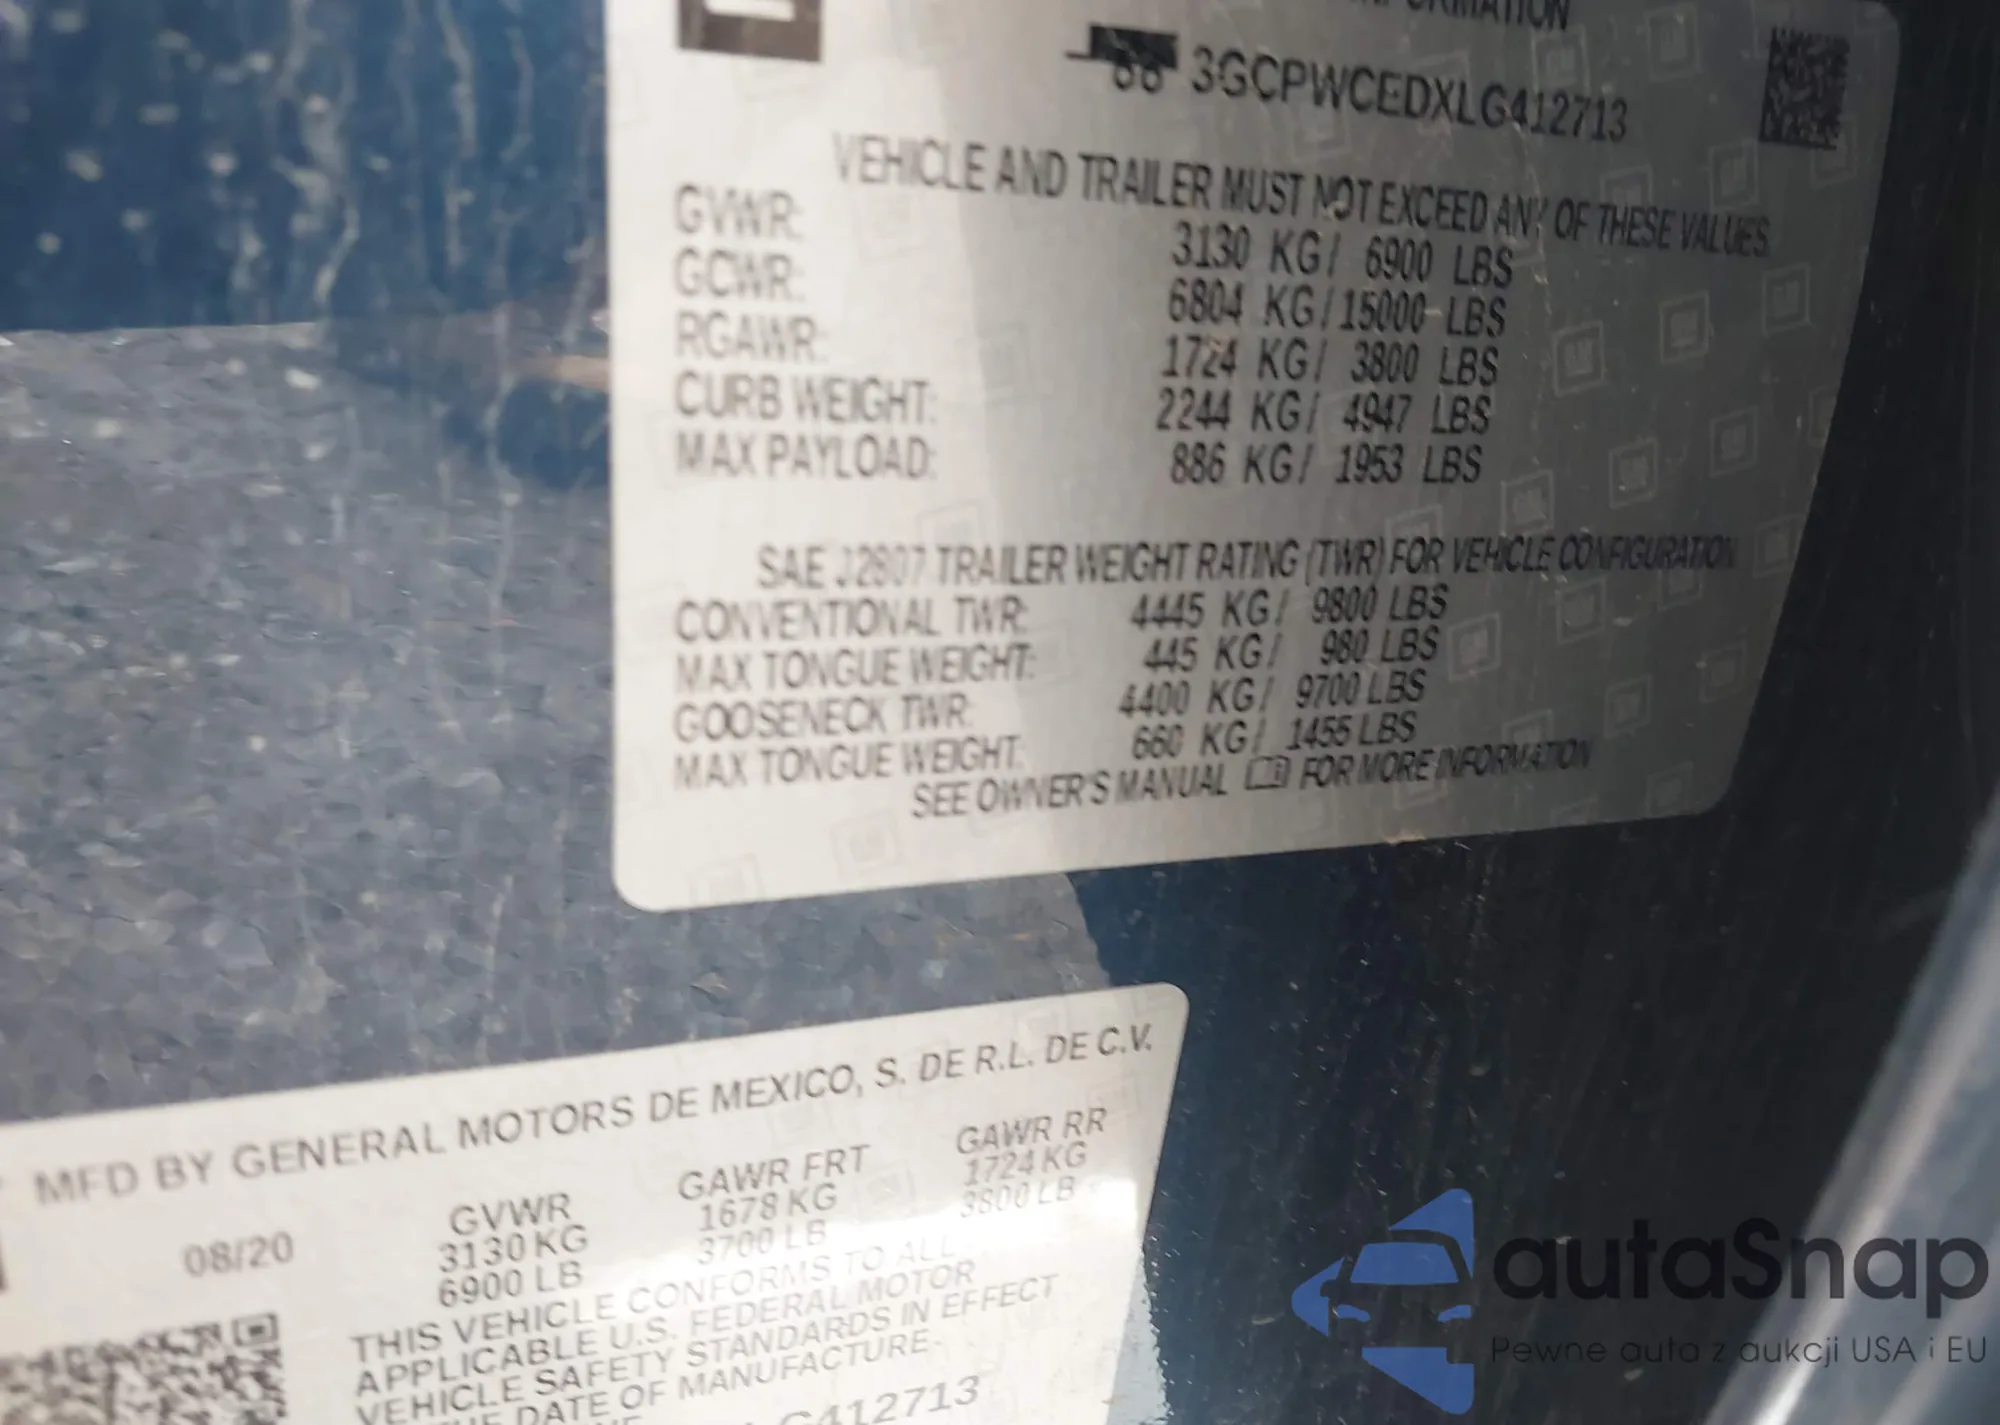 INFORMATION
3GCPWCEDXLG412713
VEHICLE AND TRAILER MUST NOT EXCEED ANY OF THESE VALUES
GVWR: 3130 KG/ 6900 LBS
GCWR: 6804 KG/15000 LBS
RGAWR: 1724 KG/ 3800 LBS
CURB WEIGHT: 2244 KG/ 4947 LBS
MAX PAYLOAD: 886 KG/ 1953 LBS
SAE J2807 TRAILER WEIGHT RATING (TWR) FOR VEHICLE CONFIGURATION
CONVENTIONAL TWR: 4445 KG/ 9800 LBS
MAX TONGUE WEIGHT: 445 KG/ 980 LBS
GOOSENECK TWR: 4400 KG/ 9700 LBS
MAX TONGUE WEIGHT: 660 KG/ 1455 LBS
SEE OWNER'S MANUAL FOR MORE INFORMATION
MFD BY GENERAL MOTORS DE MEXICO, S. DE R.L. DE C.V.
08/20 GVWR GAWR FRT GAWR RR
3130 KG 1678 KG 1724 KG
6900 LB 3700 LB 3800 LB
THIS VEHICLE CONFORMS TO ALL
APPLICABLE U.S. FEDERAL MOTOR
VEHICLE SAFETY STANDARDS IN EFFECT
DATE OF MANUFACTURE
G412713
autaSnap
Pewne auta z aukcji USA i EU